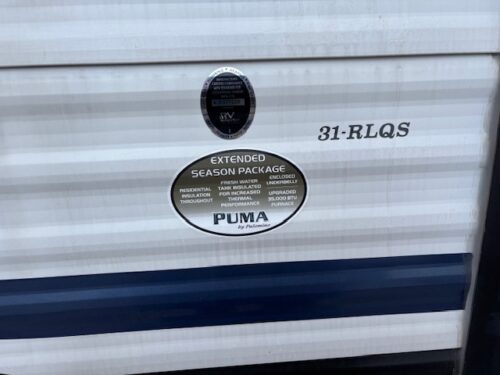 RV
31-RLQS
EXTENDED
SEASON PACKAGE
RESIDENTIAL
INSULATION
THROUGHOUT
FRESH WATER
TANK INSULATED
FOR INCREASED
THERMAL
PERFORMANCE
ENCLOSED
UNDERBELLY
UPGRADED
35,000 BTU
FURNACE
PUMA
by Palomino